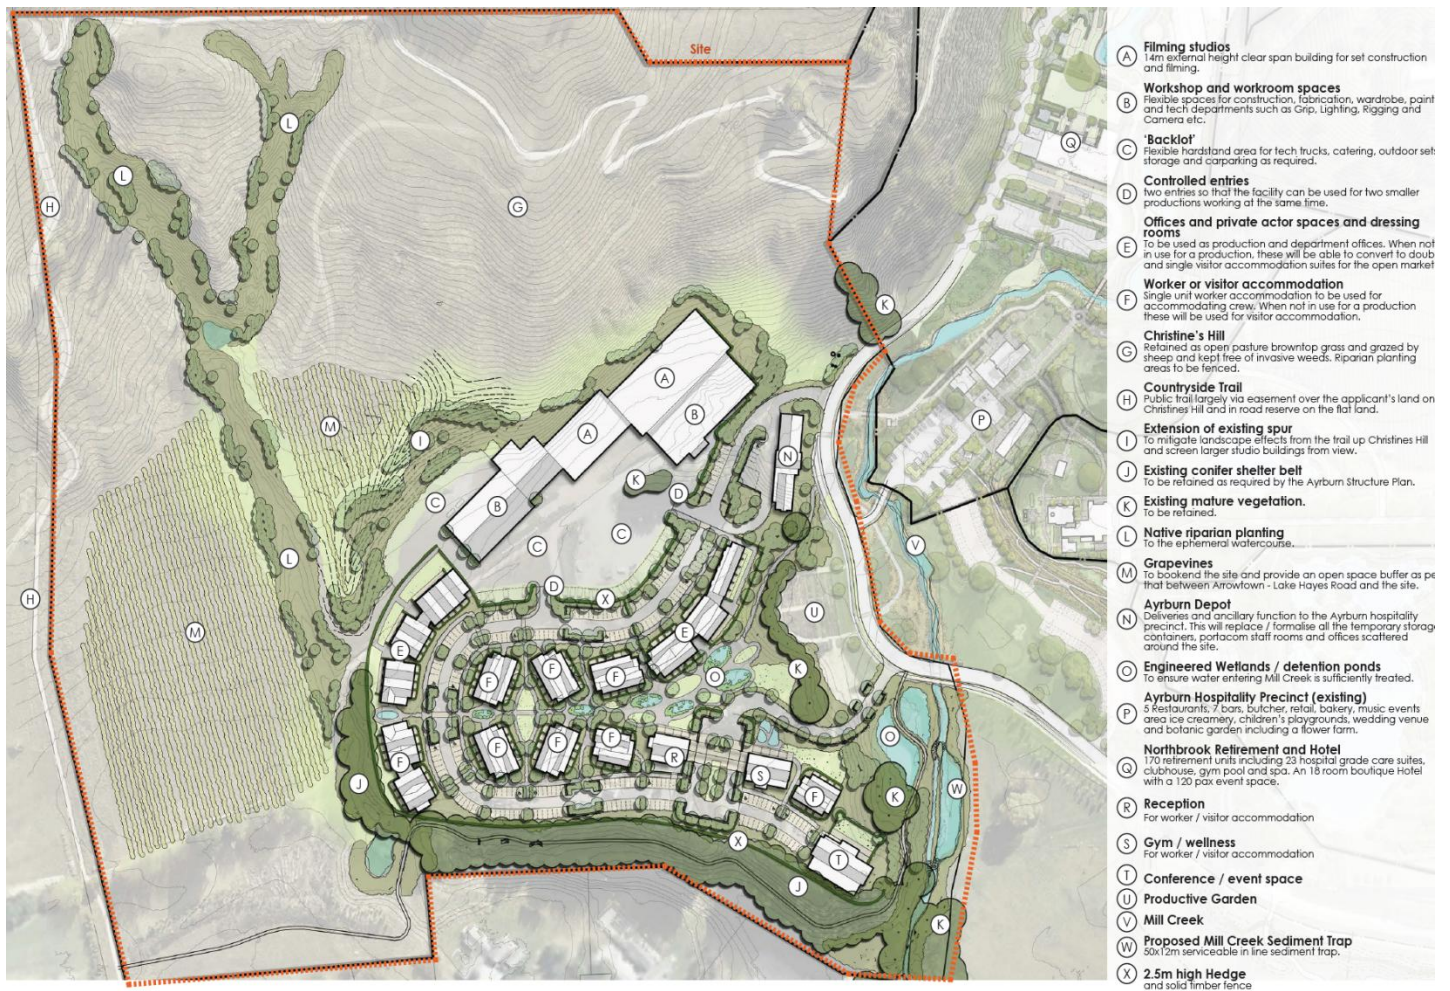 Site
A
Filming studios
14m external height clear span building for set construction
and filming.
B
Workshop and workroom spaces
Flexible spaces for construction, fabrication, wardrobe, paint
and tech departments such as Grip, Lighting, Rigging and
Camera etc.
C
'Backlot'
Flexible hardstand area for tech trucks, catering, outdoor sets
storage and carparking as required.
D
Controlled entries
two entries so that the facility can be used for two smaller
productions working at the same time.
E
Offices and private actor spaces and dressing
rooms
To be used as production and department offices. When not
in use for a production, these will be able to convert to doub
and single visitor accommodation suites for the open market
F
Worker or visitor accommodation
Single unit worker accommodation to be used for
accommodating crew. When not in use for a production
these will be used for visitor accommodation.
G
Christine's Hill
Retained as open pasture browntop grass and grazed by
sheep and kept free of invasive weeds. Riparian planting
areas to be fenced.
H
Countryside Trail
Public trail largely via easement over the applicant's land on
Christines Hill and in road reserve on the flat land.
I
Extension of existing spur
To mitigate landscape effects from the trail up Christines Hill
and screen larger studio buildings from view.
J
Existing conifer shelter belt
To be retained as required by the Ayrburn Structure Plan.
K
Existing mature vegetation.
To be retained.
L
Native riparian planting
To the ephemeral watercourse.
M
Grapevines
To bookend the site and provide an open space buffer as pe
that between Arrowtown - Lake Hayes Road and the site.
N
Ayrburn Depot
Deliveries and ancillary function to the Ayrburn hospitality
precinct. This will replace / formalise all the temporary storage
containers, portacom staff rooms and offices scattered
around the site.
O
Engineered Wetlands / detention ponds
To ensure water entering Mill Creek is sufficiently treated.
P
Ayrburn Hospitality Precinct (existing)
5 Restaurants, 7 bars, butcher, retail, bakery, music events
area ice creamery, children's playgrounds, wedding venue
and botanic garden including a flower farm.
Q
Northbrook Retirement and Hotel
170 retirement units including 23 hospital grade care suites,
clubhouse, gym pool and spa. An 18 room boutique Hotel
with a 120 pax event space.
R
Reception
For worker / visitor accommodation
S
Gym / wellness
For worker / visitor accommodation
T
Conference / event space
U
Productive Garden
V
Mill Creek
W
Proposed Mill Creek Sediment Trap
50x12m serviceable in line sediment trap.
X
2.5m high Hedge
and solid timber fence
L
Q
L
H
G
K
A
B
M
A
P
I
N
K
C
D
B
C
C
V
L
D
X
H
U
M
E
E
F
F
F
K
O
O
F
F
F
F
R
S
J
F
K
W
X
T
J
K